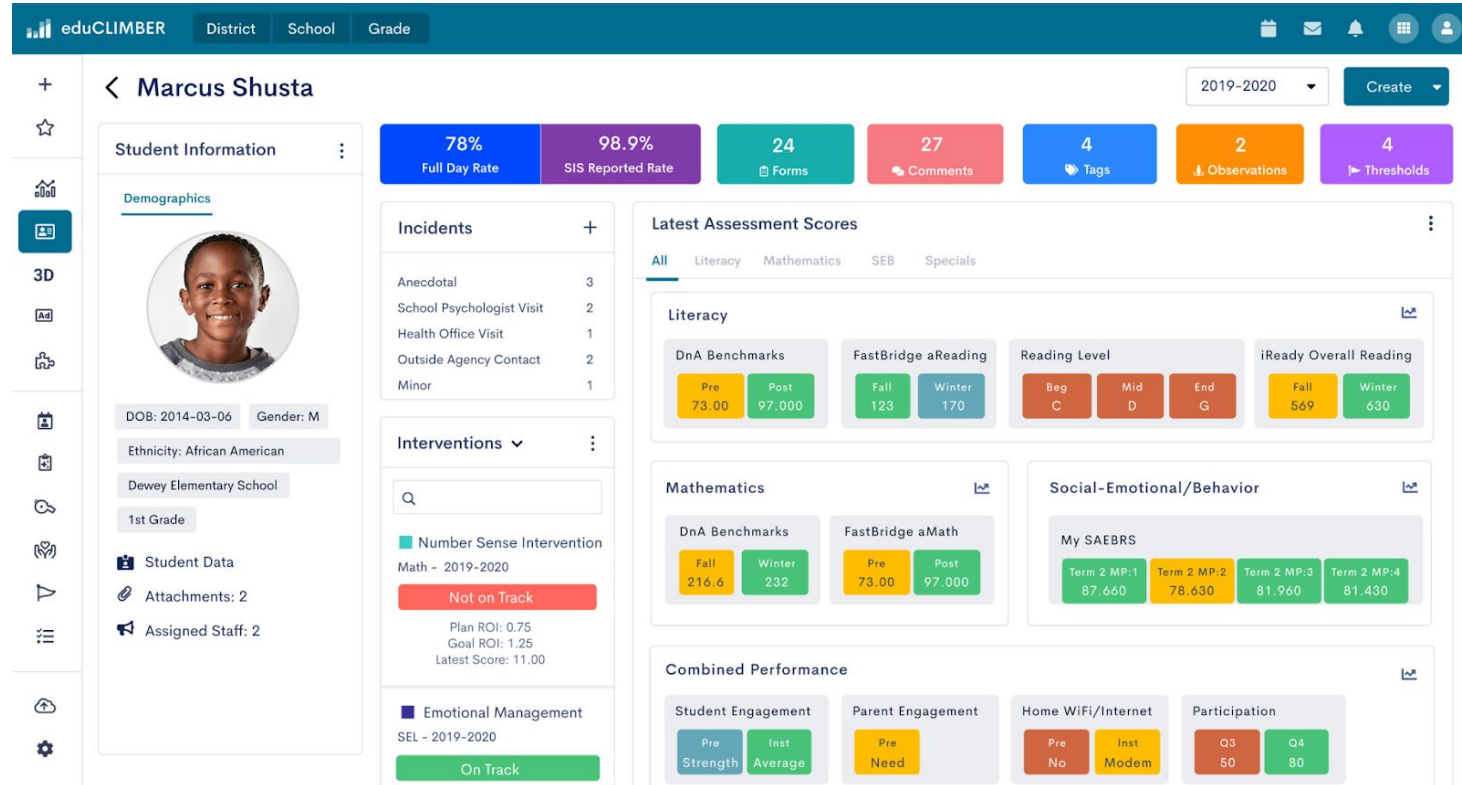 eduCLIMBER District School Grade
Marcus Shusta
2019-2020
Create
3D
Ad
Student Information
Demographics
DOB: 2014-03-06 Gender: M
Ethnicity: African American
Dewey Elementary School
1st Grade
Student Data
Attachments: 2
Assigned Staff: 2
78%
Full Day Rate
98.9%
SIS Reported Rate
24
Forms
27
Comments
4
Tags
2
Observations
4
Thresholds
Incidents
Anecdotal 3
School Psychologist Visit 2
Health Office Visit 1
Outside Agency Contact 2
Minor 1
Interventions
Number Sense Intervention
Math - 2019-2020
Not on Track
Plan ROI: 0.75
Goal ROI: 1.25
Latest Score: 11.00
Emotional Management
SEL - 2019-2020
On Track
Latest Assessment Scores
All Literacy Mathematics SEB Specials
Literacy
DnA Benchmarks
Pre Post
73.00 97.000
FastBridge aReading
Fall Winter
123 170
Reading Level
Beg Mid End
C D G
iReady Overall Reading
Fall Winter
569 630
Mathematics
DnA Benchmarks
Fall Winter
216.6 232
FastBridge aMath
Pre Post
73.00 97.000
Social-Emotional/Behavior
My SAEBRS
Term 2 MP:1 Term 2 MP:2 Term 2 MP:3 Term 2 MP:4
87.660 78.630 81.960 81.430
Combined Performance
Student Engagement
Pre Inst
Strength Average
Parent Engagement
Pre
Need
Home WiFi/Internet
Pre Inst
No Modem
Participation
Q3 Q4
50 80